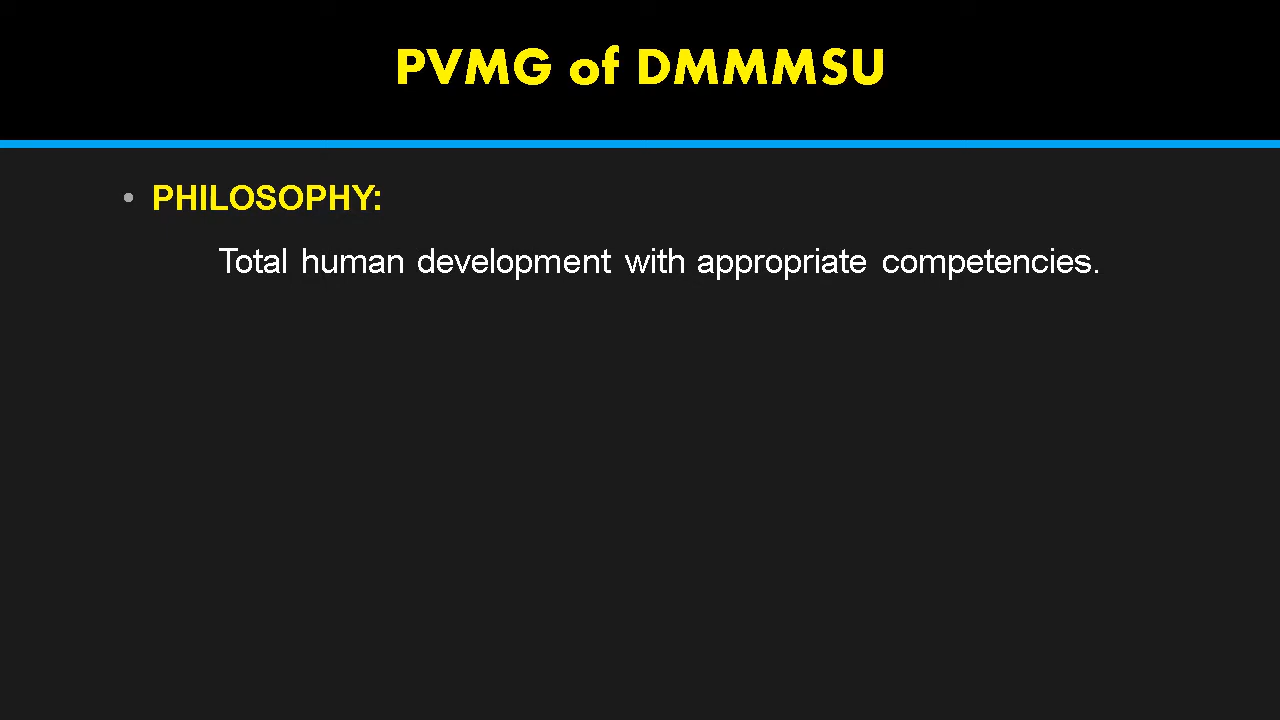 PVMG of DMMMSU
• PHILOSOPHY:
Total human development with appropriate competencies.